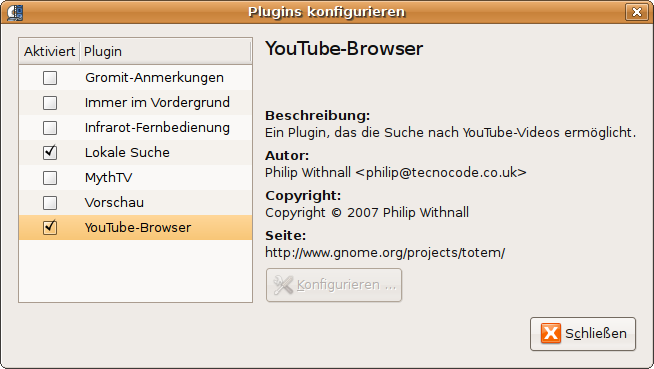 Plugins konfigurieren
Aktiviert Plugin
Gromit-Anmerkungen
Immer im Vordergrund
Infrarot-Fernbedienung
Lokale Suche
MythTV
Vorschau
YouTube-Browser
YouTube-Browser
Beschreibung:
Ein Plugin, das die Suche nach YouTube-Videos ermöglicht.
Autor:
Philip Withnall <philip@tecnocode.co.uk>
Copyright:
Copyright © 2007 Philip Withnall
Seite:
http://www.gnome.org/projects/totem/
Konfigurieren ...
Schließen